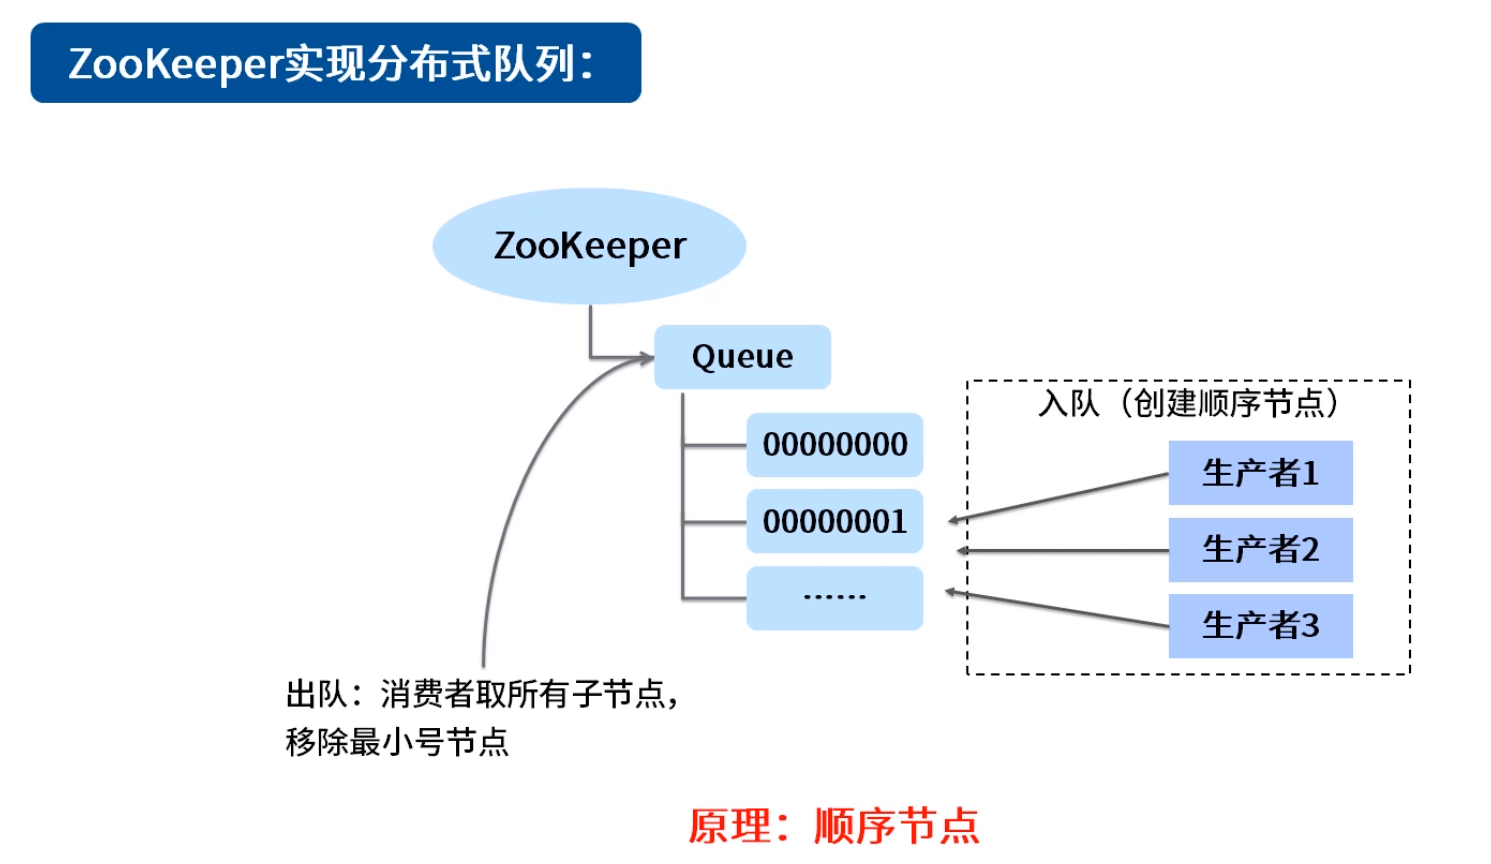 ZooKeeper实现分布式队列：
ZooKeeper
Queue
入队（创建顺序节点）
00000000
生产者1
00000001
生产者2
……
生产者3
出队：消费者取所有子节点，
移除最小号节点
原理：顺序节点